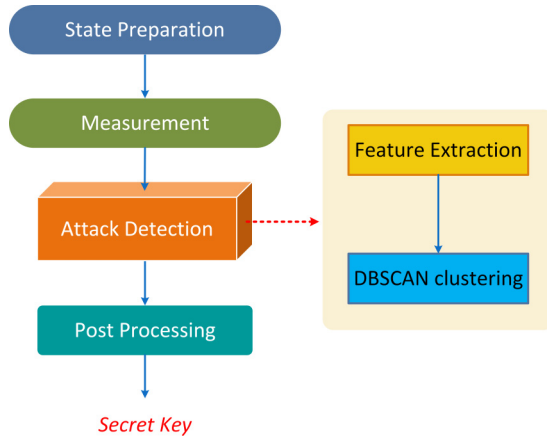 State Preparation
Measurement
Attack Detection
Post Processing
Secret Key
Feature Extraction
DBSCAN clustering